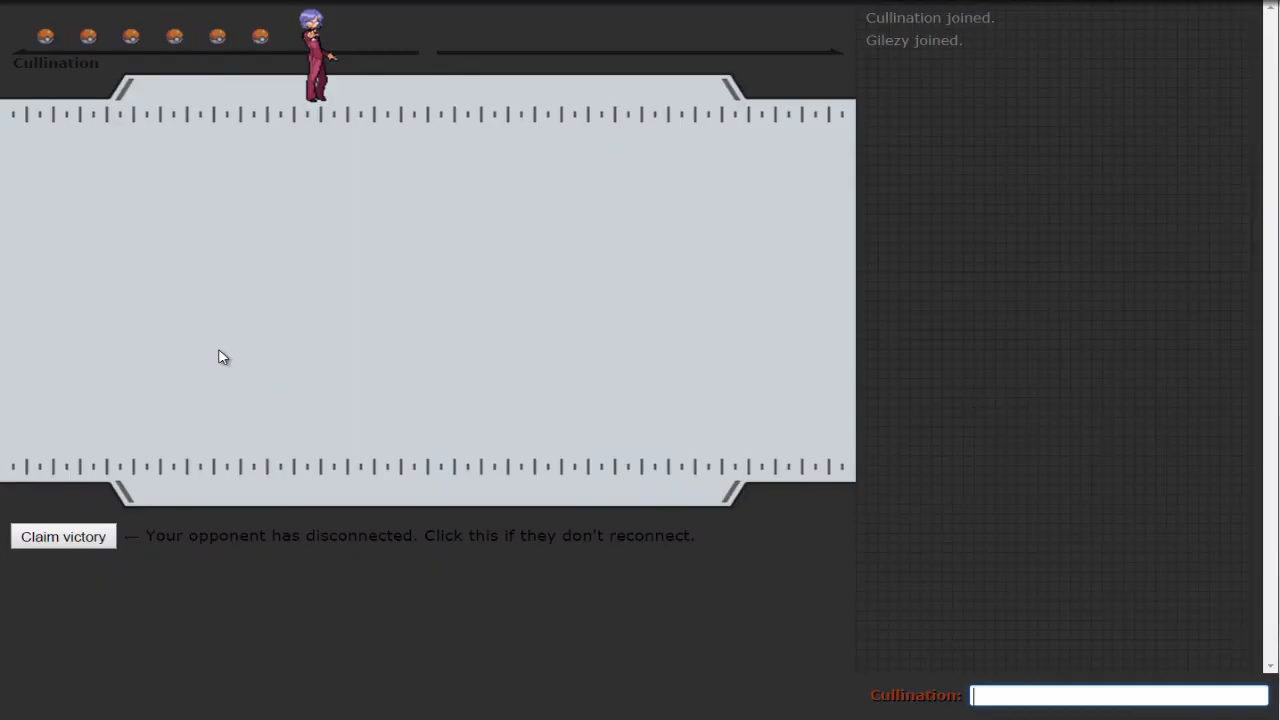 Cullination joined.
Gilezy joined.
Cullination
Claim victory ← Your opponent has disconnected. Click this if they don't reconnect.
Cullination: